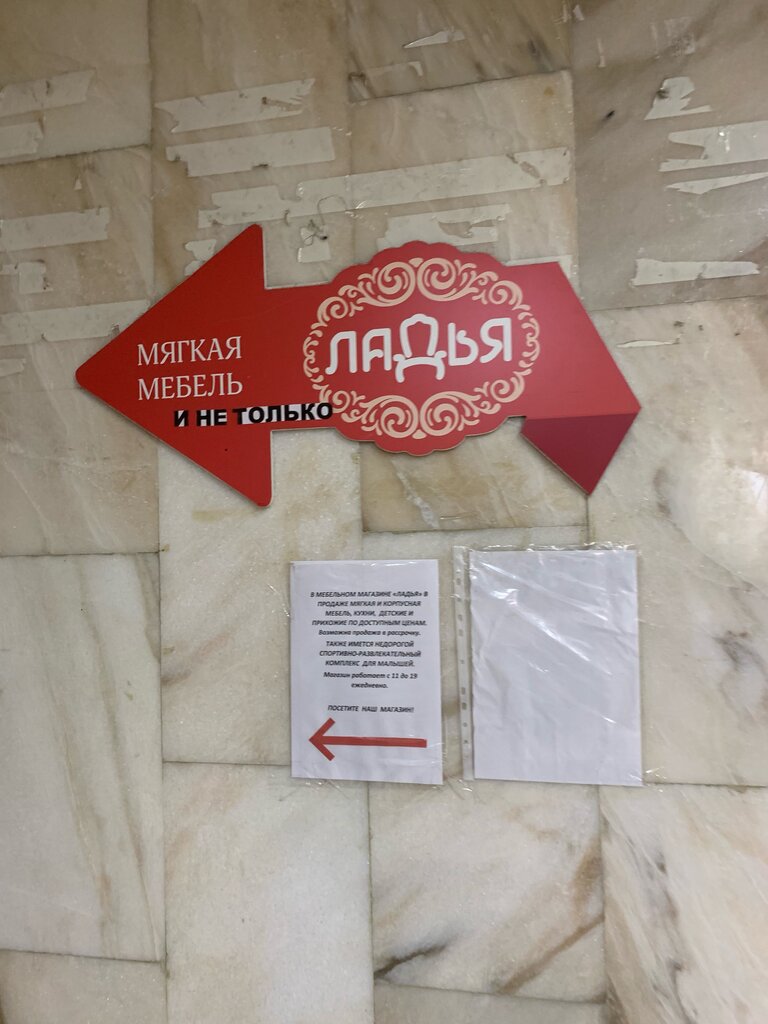 МЯГКАЯ
МЕБЕЛЬ
И НЕ ТОЛЬКО
ЛАДЬЯ
В МЕБЕЛЬНОМ МАГАЗИНЕ «ЛАДЬЯ» В
ПРОДАЖЕ МЯГКАЯ И КОРПУСНАЯ
МЕБЕЛЬ, КУХНИ, ДЕТСКИЕ И
ПРИХОЖИЕ ПО ДОСТУПНЫМ ЦЕНАМ.
Возможна продажа в рассрочку.
ТАКЖЕ ИМЕТСЯ НЕДОРОГОЙ
СПОРТИВНО-РАЗВЛЕКАТЕЛЬНЫЙ
КОМПЛЕКС ДЛЯ МАЛЫШЕЙ.
Магазин работает с 11 до 19
ежедневно.
ПОСЕТИТЕ НАШ МАГАЗИН!